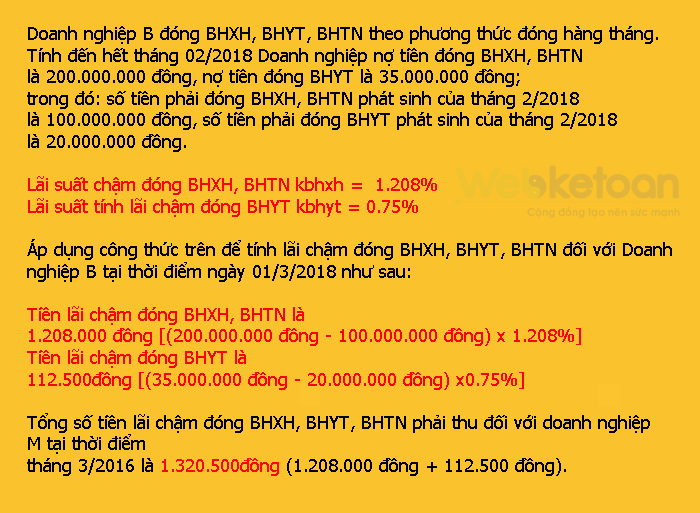 Doanh nghiệp B đóng BHXH, BHYT, BHTN theo phương thức đóng hàng tháng.
Tính đến hết tháng 02/2018 Doanh nghiệp nợ tiền đóng BHXH, BHTN
là 200.000.000 đồng, nợ tiền đóng BHYT là 35.000.000 đồng;
trong đó: số tiền phải đóng BHXH, BHTN phát sinh của tháng 2/2018
là 100.000.000 đồng, số tiền phải đóng BHYT phát sinh của tháng 2/2018
là 20.000.000 đồng.
Lãi suất chậm đóng BHXH, BHTN kbhxh = 1.208%
Lãi suất tính lãi chậm đóng BHYT kbhyt = 0.75%
Webketoan
Cộng đồng tạo nên sức mạnh
Áp dụng công thức trên để tính lãi chậm đóng BHXH, BHYT, BHTN đối với Doanh
nghiệp B tại thời điểm ngày 01/3/2018 như sau:
Tiền lãi chậm đóng BHXH, BHTN là
1.208.000 đồng [(200.000.000 đồng - 100.000.000 đồng) x 1.208%]
Tiền lãi chậm đóng BHYT là
112.500đồng [(35.000.000 đồng - 20.000.000 đồng) x0.75%]
Tổng số tiền lãi chậm đóng BHXH, BHYT, BHTN phải thu đối với doanh nghiệp
M tại thời điểm
tháng 3/2016 là 1.320.500đồng (1.208.000 đồng + 112.500 đồng).